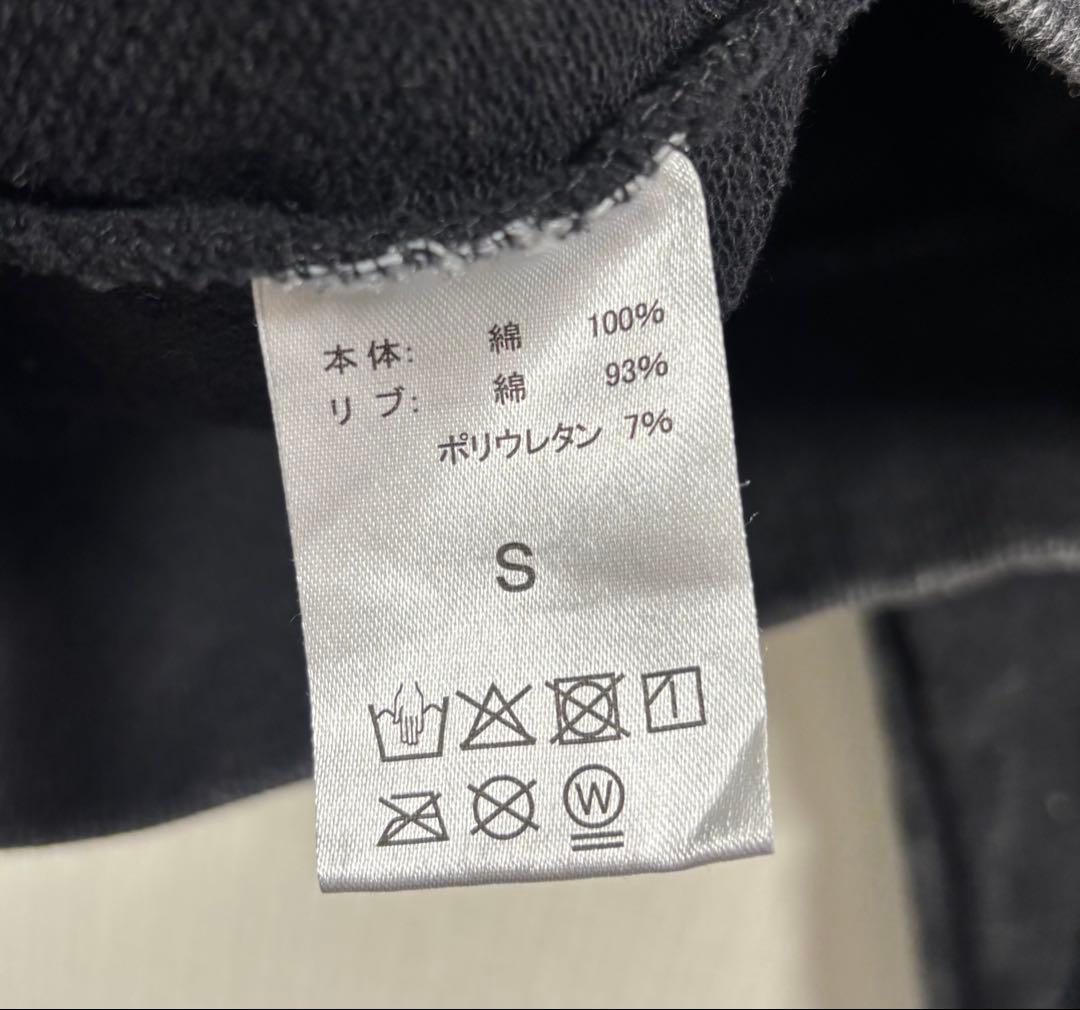 本体: 綿 100%
リブ: 綿 93%
ポリウレタン 7%
S
W